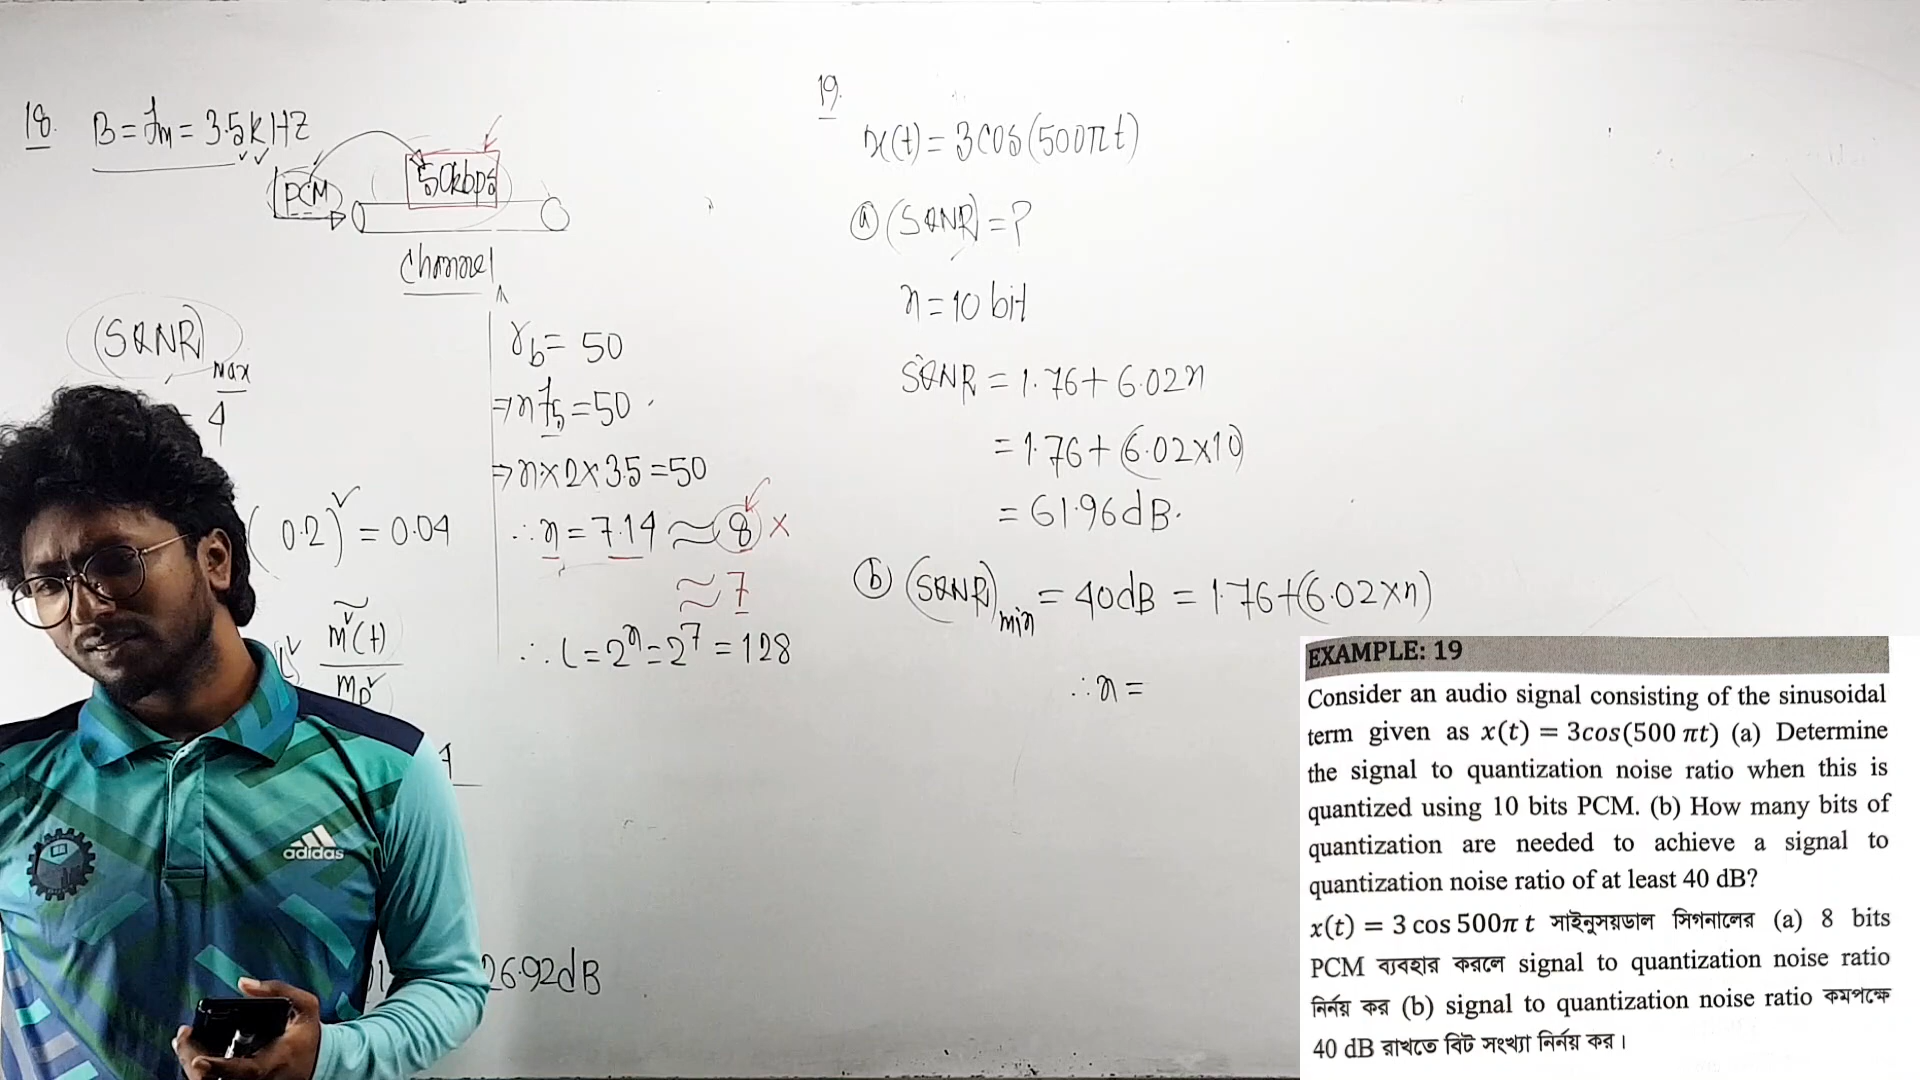 18. B = fm = 3.5kHZ
PCM
50kbps
Channel
(SQNR)max
= 4
(0.2)² = 0.04
m²(t)
mp²
26.92dB
rb = 50
⇒ nfs = 50
⇒ n×2×3.5 = 50
∴ n = 7.14 ≈ 8 ×
≈ 7
∴ L = 2ⁿ = 2⁷ = 128
19.
x(t) = 3cos(500πt)
ⓐ (SQNR) = ?
n = 10 bit
SQNR = 1.76 + 6.02n
= 1.76 + (6.02×10)
= 61.96dB.
ⓑ (SQNR)min = 40dB = 1.76+(6.02×n)
∴ n =
adidas
EXAMPLE: 19
Consider an audio signal consisting of the sinusoidal
term given as x(t) = 3cos(500 πt) (a) Determine
the signal to quantization noise ratio when this is
quantized using 10 bits PCM. (b) How many bits of
quantization are needed to achieve a signal to
quantization noise ratio of at least 40 dB?
x(t) = 3 cos 500π t সাইনুসয়ডাল সিগনালের (a) 8 bits
PCM ব্যবহার করলে signal to quantization noise ratio
নির্নয় কর (b) signal to quantization noise ratio কমপক্ষে
40 dB রাখতে বিট সংখ্যা নির্নয় কর।